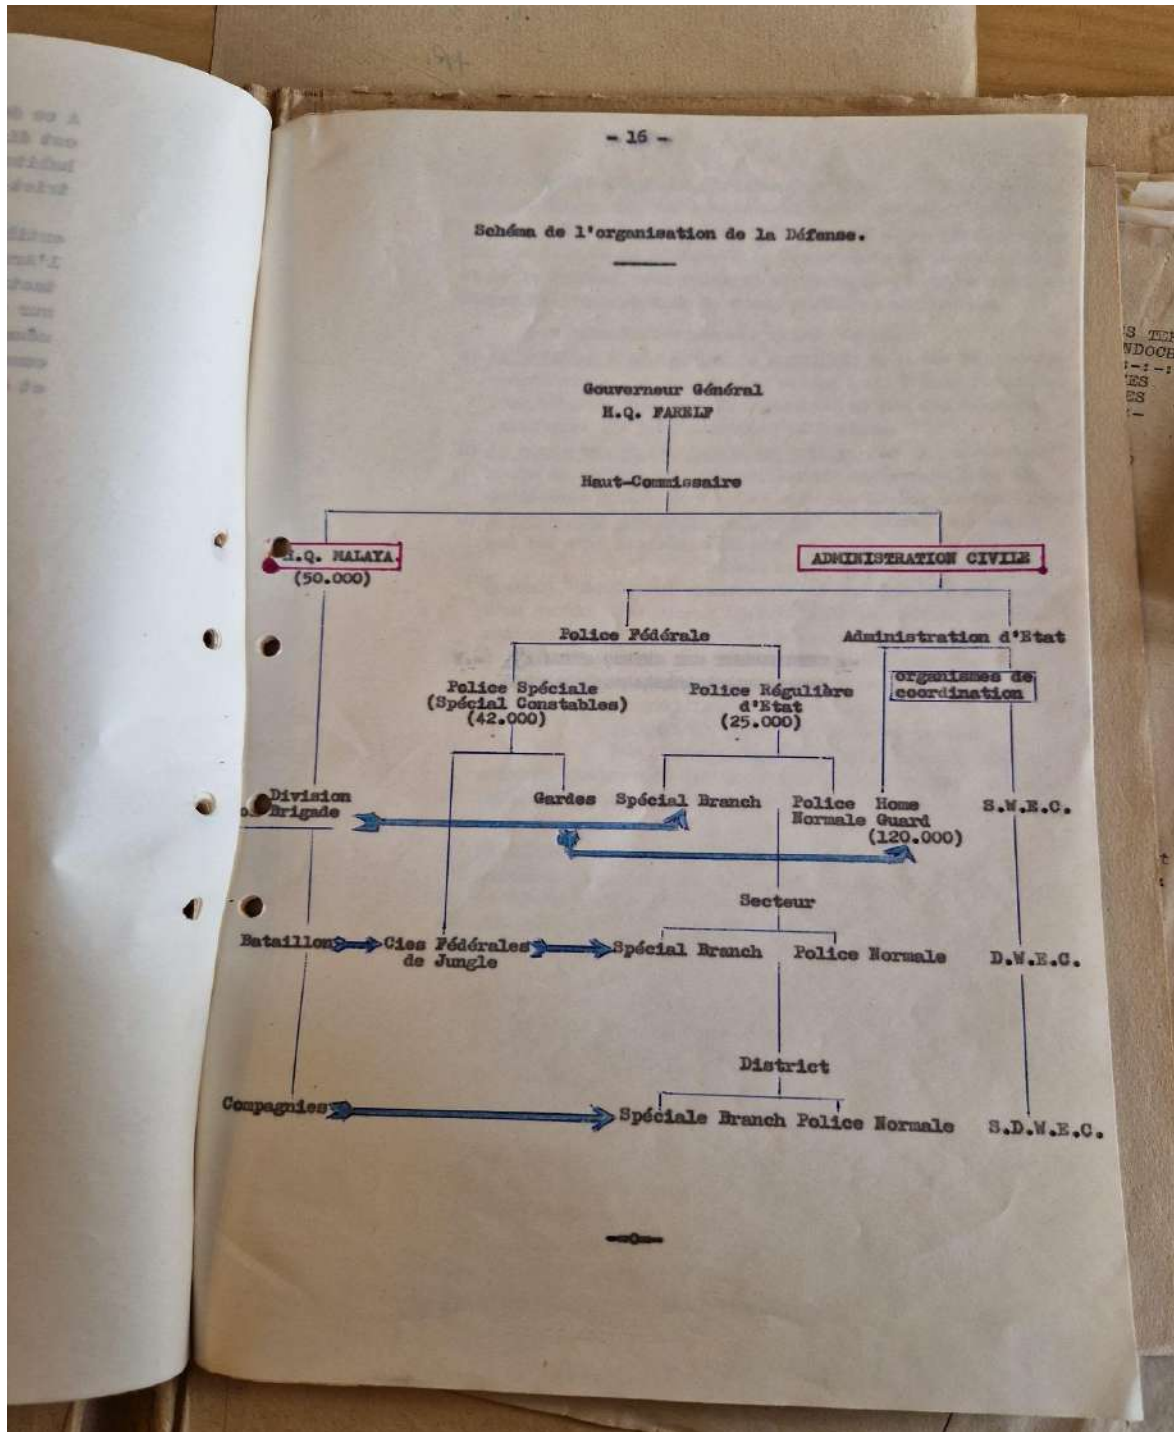 - 16 -
Schéma de l'organisation de la Défense.
Gouverneur Général
H.Q. FARELF
Haut-Commissaire
H.Q. MALAYA.
(50.000)
ADMINISTRATION CIVILE
Police Fédérale
Administration d'Etat
Police Spéciale
(Spécial Constables)
(42.000)
Police Régulière
d'Etat
(25.000)
organismes de
coordination
Division
Brigade
Gardes
Spécial Branch
Police
Normale
Home
Guard
(120.000)
S.W.E.C.
Secteur
Bataillon
Cies Fédérales
de Jungle
Spécial Branch
Police Normale
D.W.E.C.
District
Compagnies
Spéciale Branch
Police Normale
S.D.W.E.C.